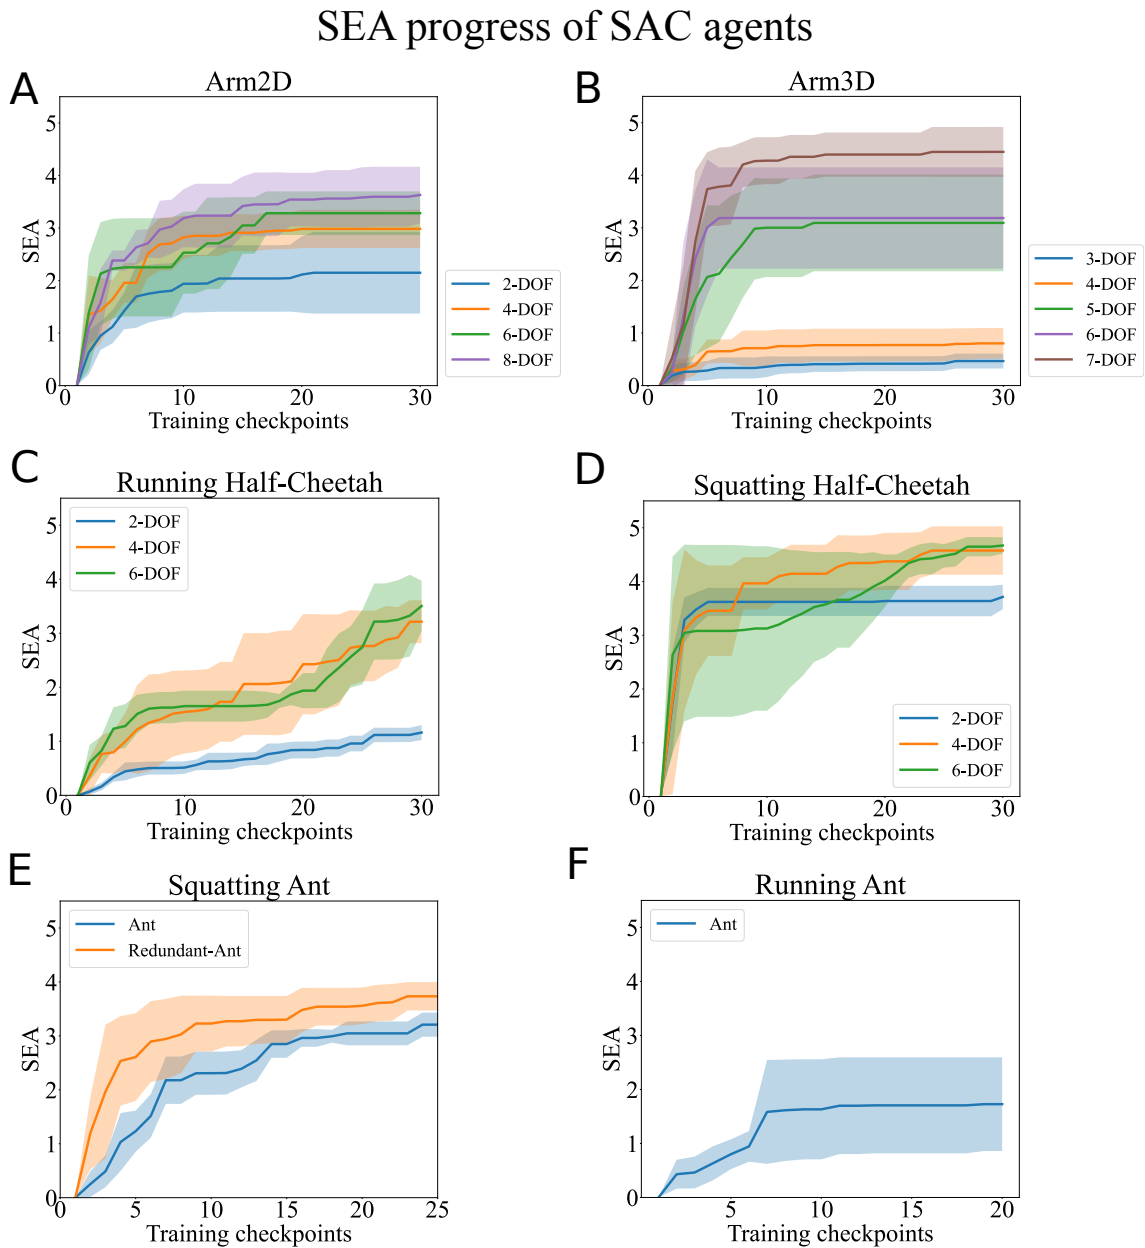 SEA progress of SAC agents
A
Arm2D
SEA
5
4
3
2
1
0
0
10
20
30
Training checkpoints
2-DOF
4-DOF
6-DOF
8-DOF
B
Arm3D
SEA
5
4
3
2
1
0
0
10
20
30
Training checkpoints
3-DOF
4-DOF
5-DOF
6-DOF
7-DOF
C
Running Half-Cheetah
2-DOF
4-DOF
6-DOF
SEA
5
4
3
2
1
0
0
10
20
30
Training checkpoints
D
Squatting Half-Cheetah
SEA
5
4
3
2
1
0
0
10
20
30
Training checkpoints
2-DOF
4-DOF
6-DOF
E
Squatting Ant
Ant
Redundant-Ant
SEA
5
4
3
2
1
0
0
5
10
15
20
25
Training checkpoints
F
Running Ant
Ant
SEA
5
4
3
2
1
0
5
10
15
20
Training checkpoints